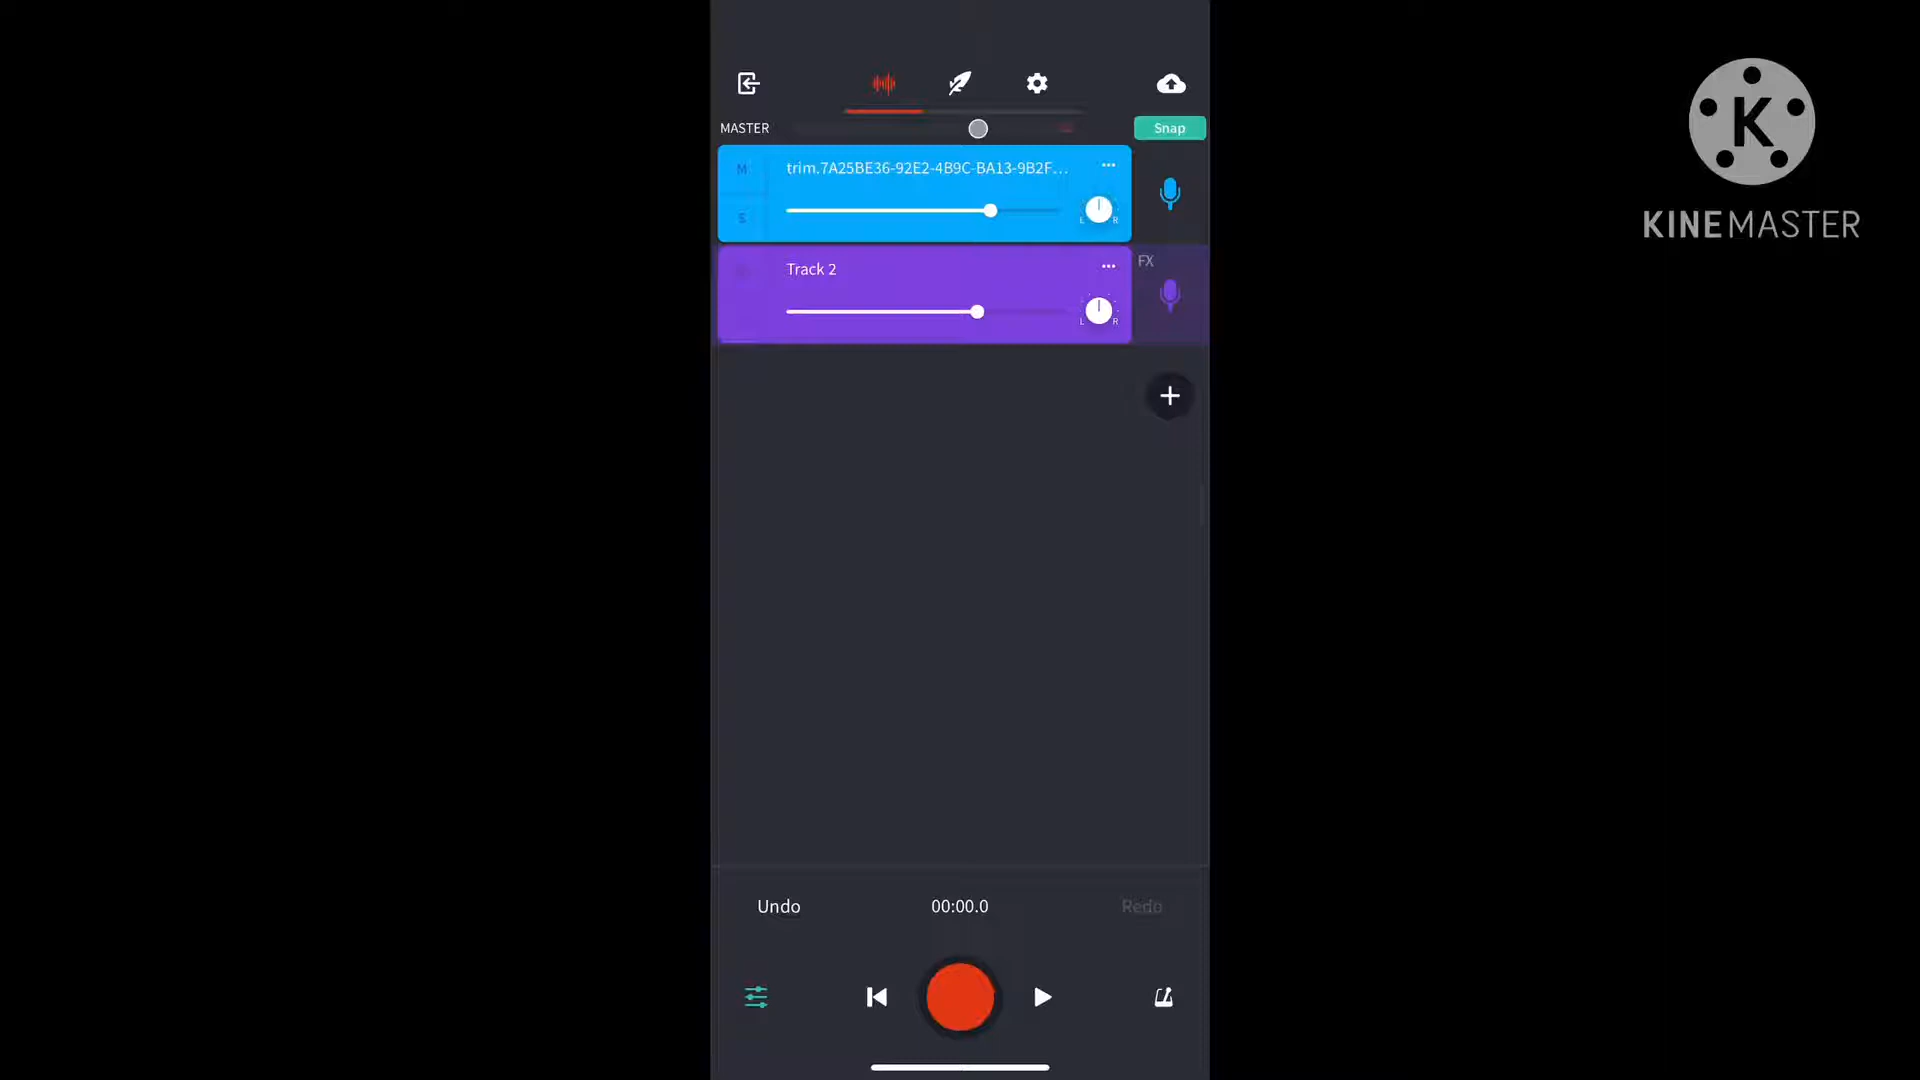 MASTER
Snap
M
trim.7A25BE36-92E2-4B9C-BA13-9B2F...
S
L R
Track 2
FX
L R
Undo
00:00.0
Redo
K
KINEMASTER